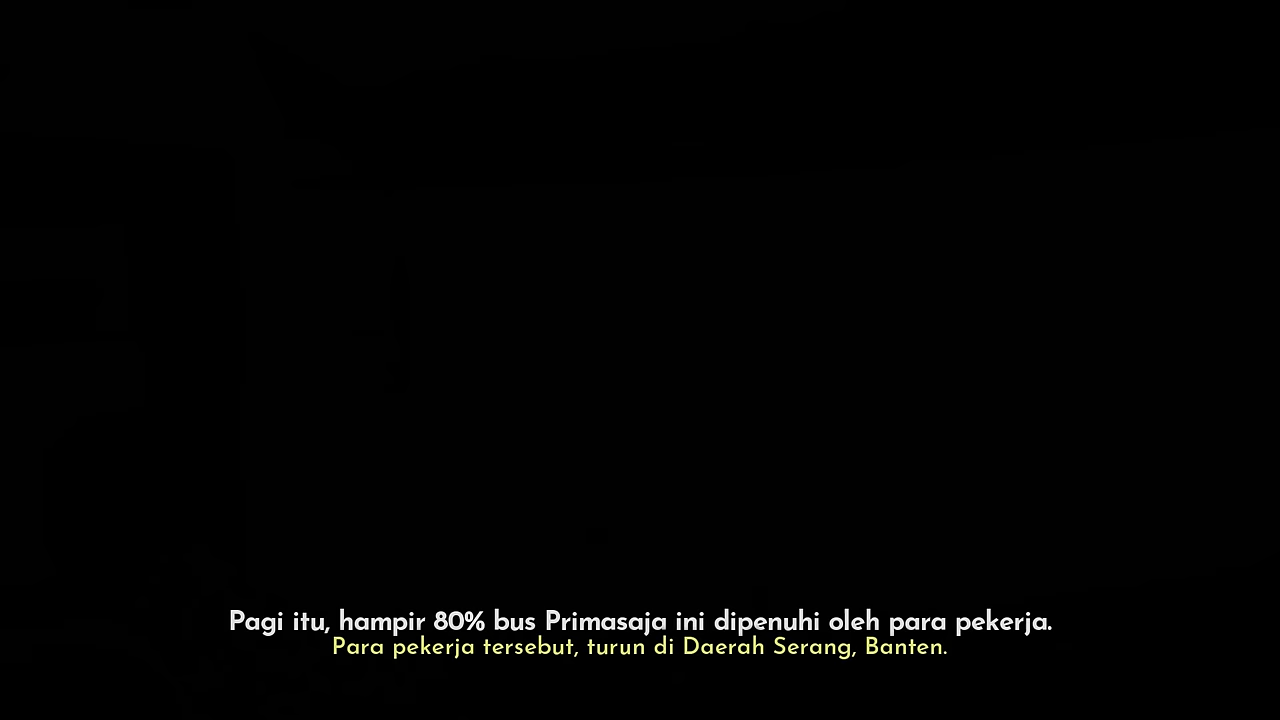 Pagi itu, hampir 80% bus Primasaja ini dipenuhi oleh para pekerja.
Para pekerja tersebut, turun di Daerah Serang, Banten.